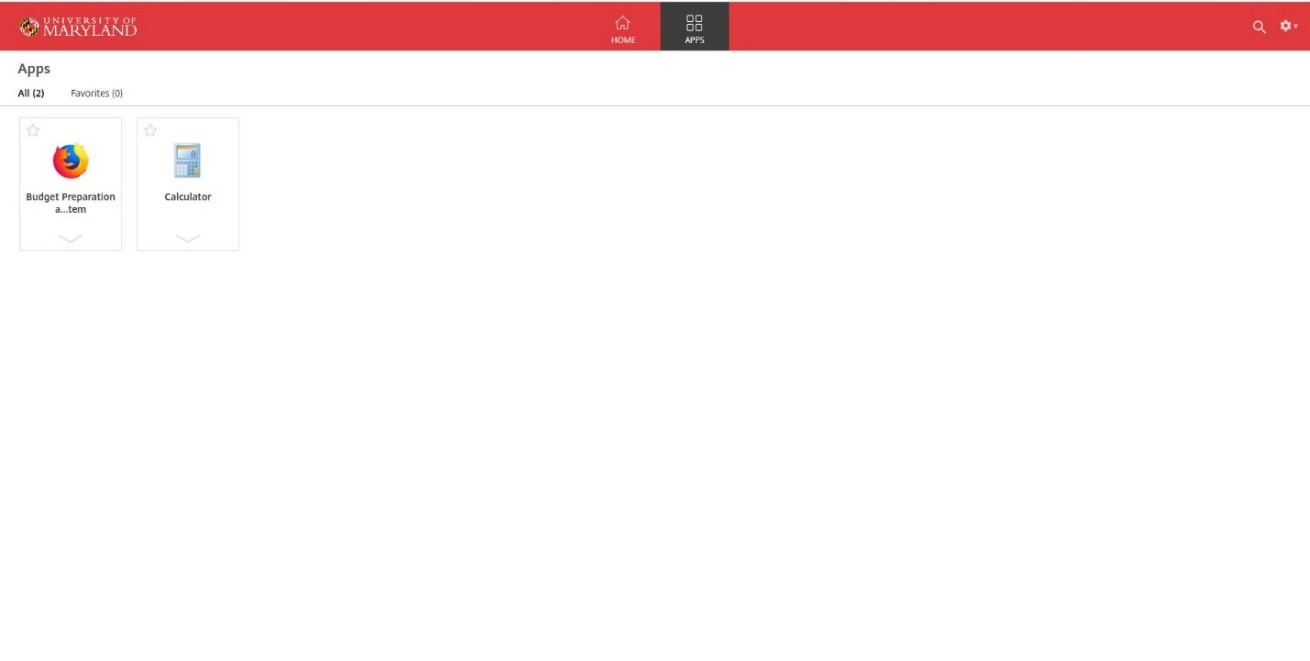 UNIVERSITY OF
MARYLAND
HOME
APPS
Apps
All (2) Favorites (0)
Budget Preparation
a...tem
Calculator